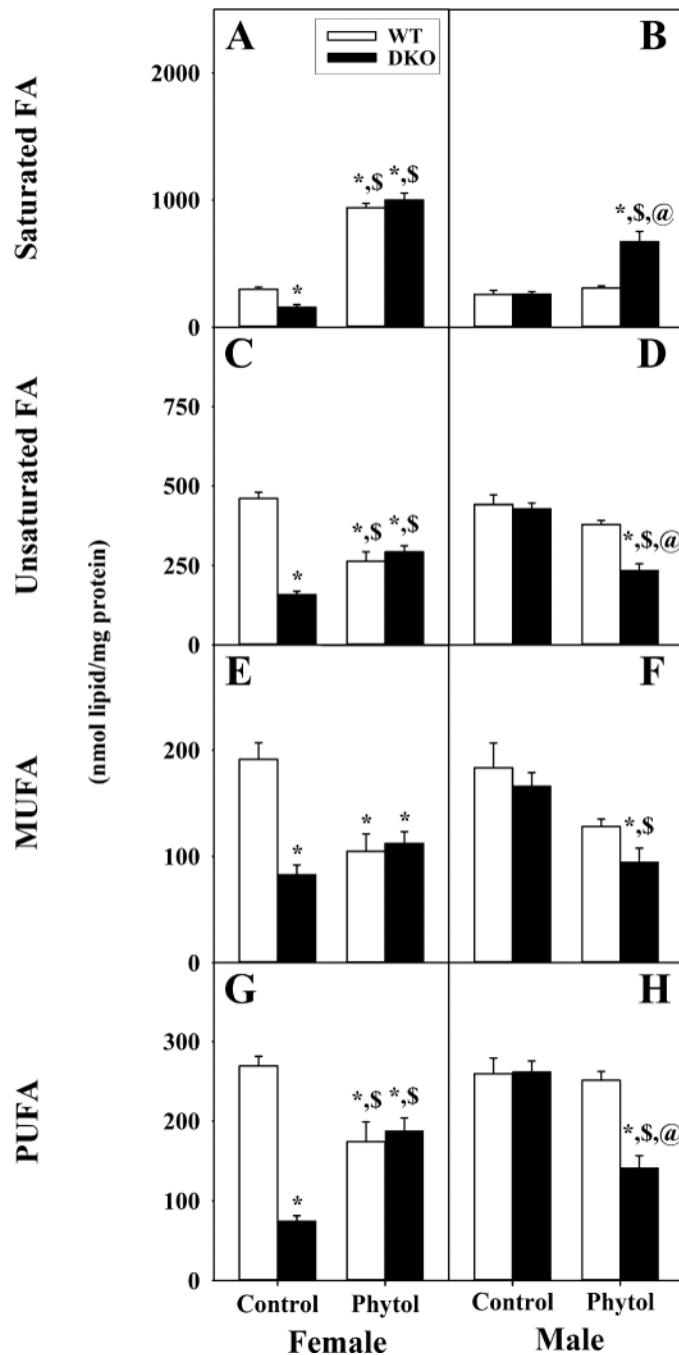 A
WT
DKO
B
Saturated FA
2000
1000
0
*
*,$
*,$
*,$,@
C
D
Unsaturated FA
750
500
250
0
*
*,$
*,$
*,$,@
(nmol lipid/mg protein)
E
F
MUFA
200
100
0
*
*
*
*,$
G
H
PUFA
300
200
100
0
*
*,$
*,$
*,$,@
Control
Phytol
Control
Phytol
Female
Male